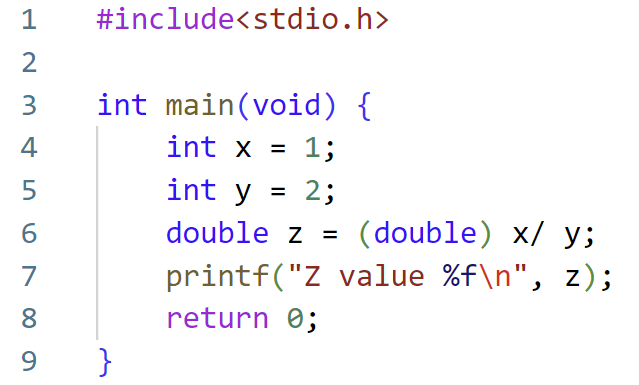 1 #include<stdio.h>
2
3 int main(void) {
4     int x = 1;
5     int y = 2;
6     double z = (double) x/ y;
7     printf("Z value %f\n", z);
8     return 0;
9 }